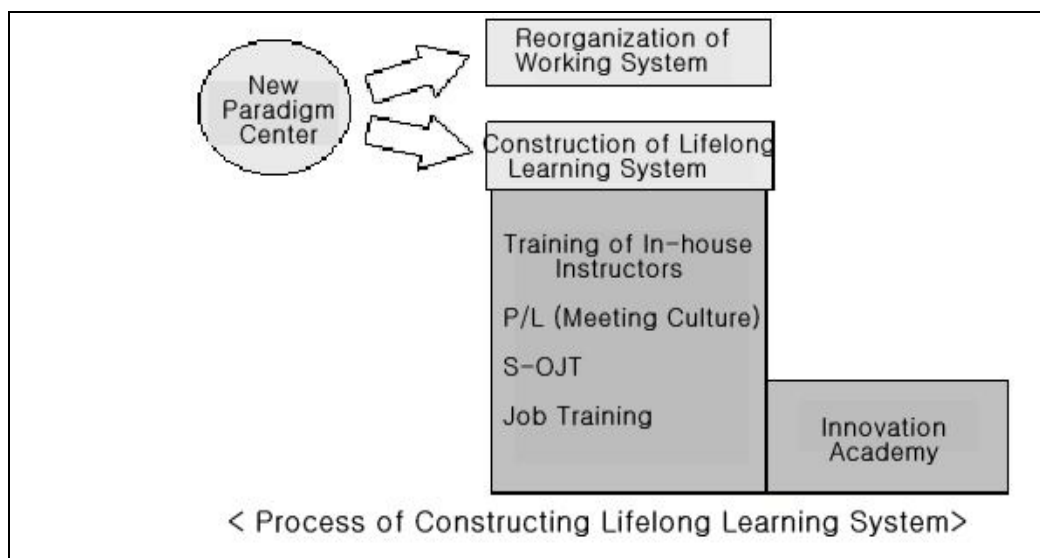 New
Paradigm
Center
Reorganization of
Working System
Construction of Lifelong
Learning System
Training of In-house
Instructors
P/L (Meeting Culture)
S-OJT
Job Training
Innovation
Academy
< Process of Constructing Lifelong Learning System>